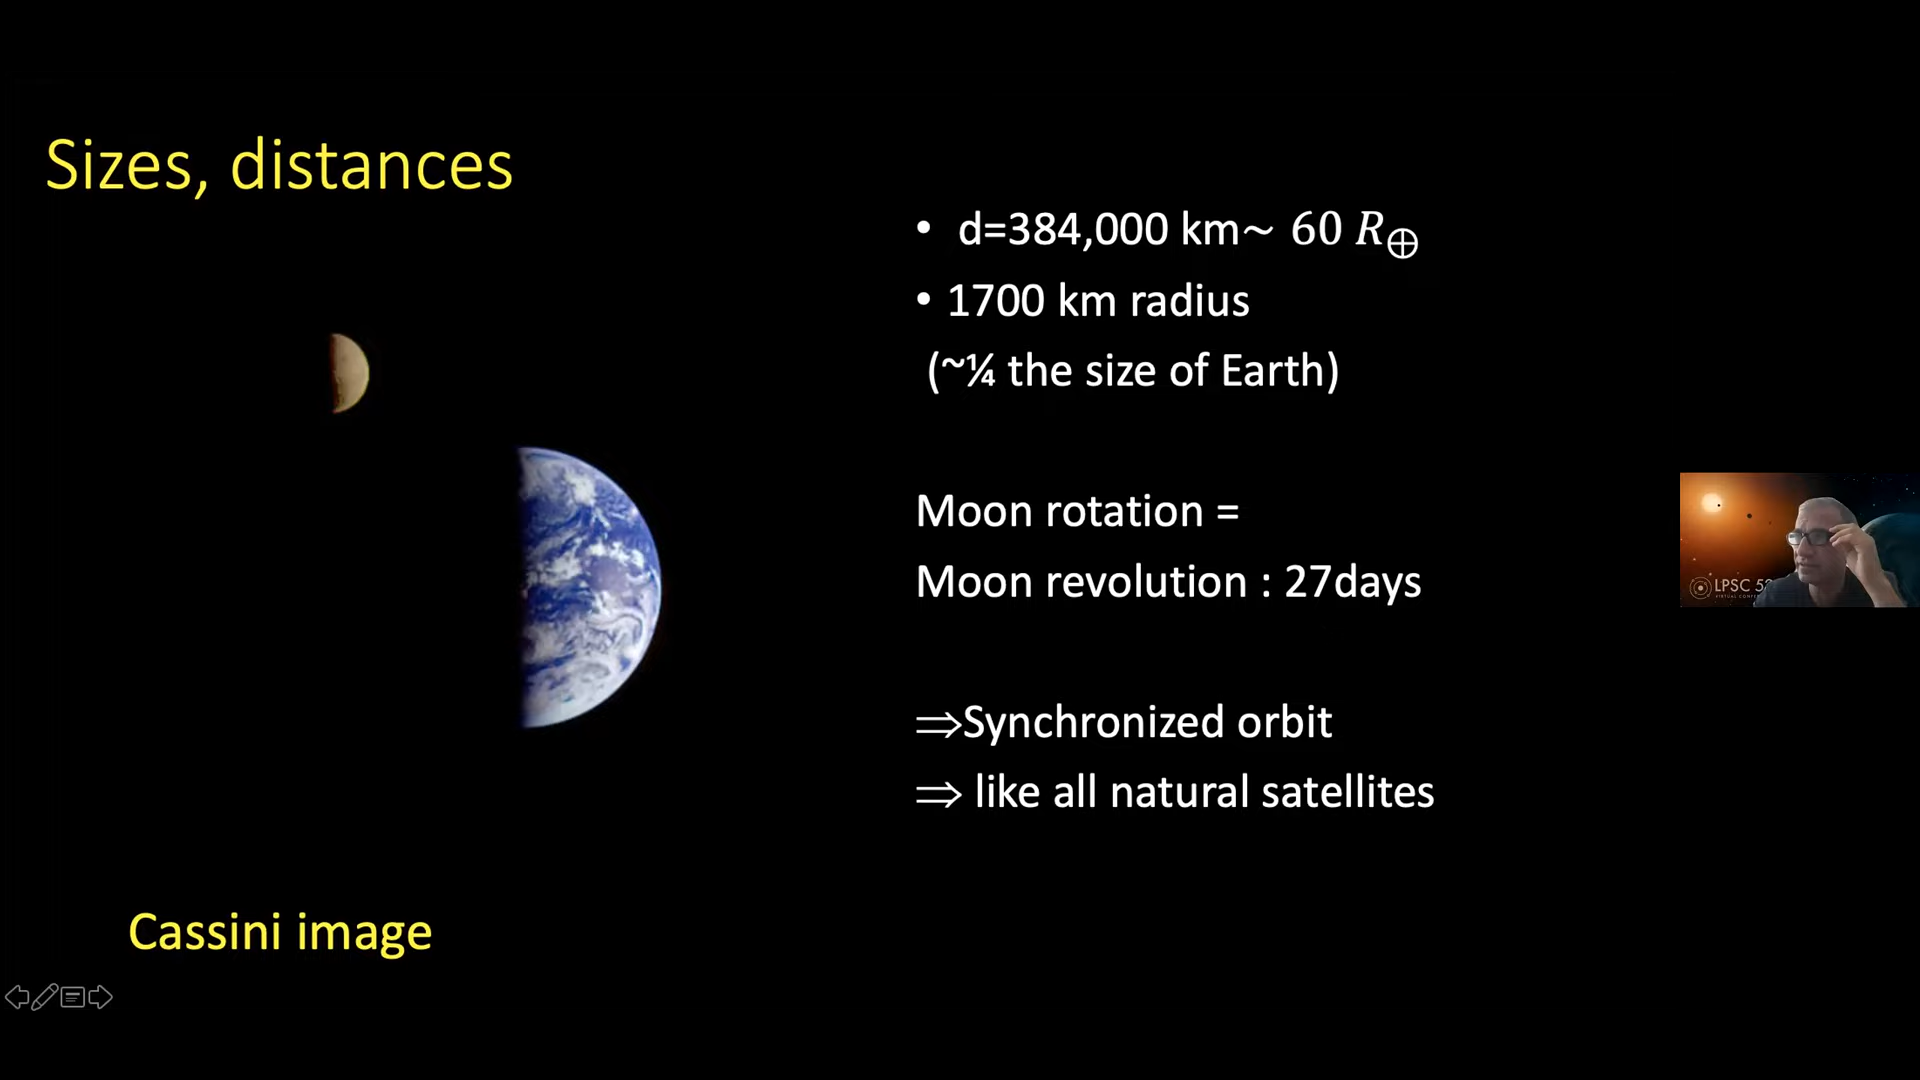 Sizes, distances
• d=384,000 km~ 60 R⊕
• 1700 km radius
(~¼ the size of Earth)
Moon rotation =
Moon revolution : 27days
⇒Synchronized orbit
⇒ like all natural satellites
Cassini image
LPSC